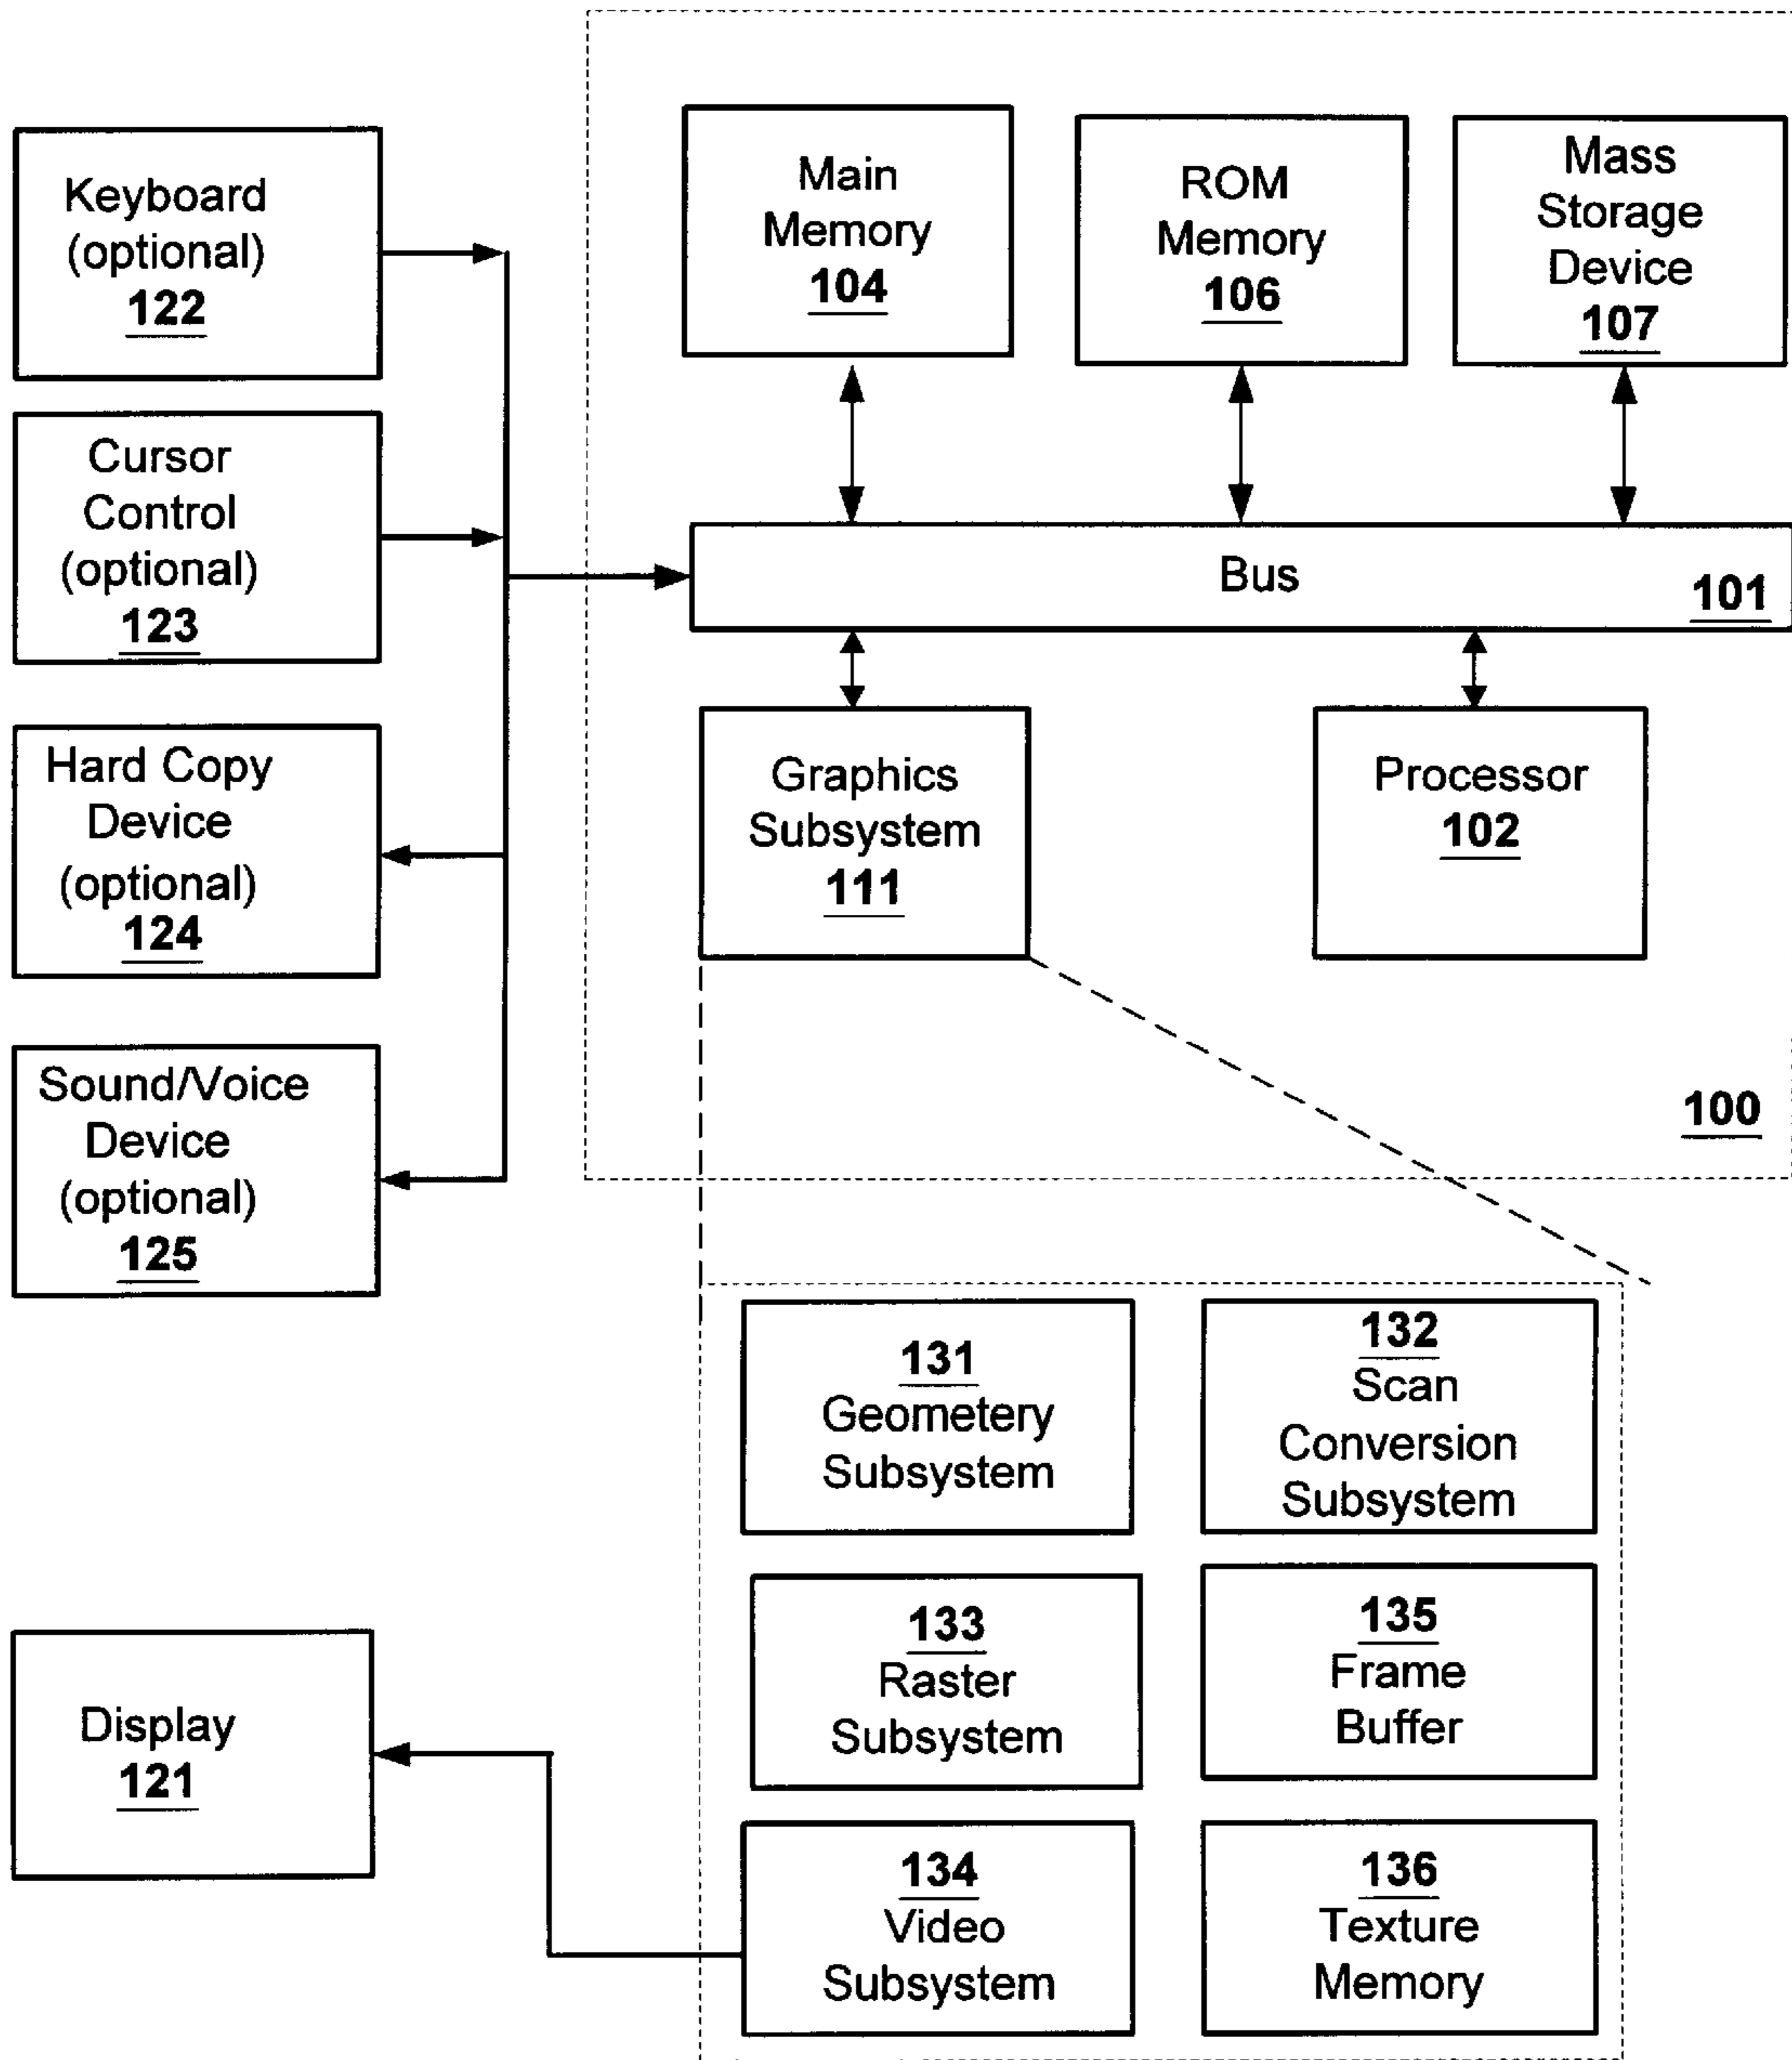 Keyboard
(optional)
122
Cursor
Control
(optional)
123
Hard Copy
Device
(optional)
124
Sound/Voice
Device
(optional)
125
Main
Memory
104
ROM
Memory
106
Mass
Storage
Device
107
Bus
101
Graphics
Subsystem
111
Processor
102
100
131
Geometery
Subsystem
132
Scan
Conversion
Subsystem
133
Raster
Subsystem
135
Frame
Buffer
Display
121
134
Video
Subsystem
136
Texture
Memory